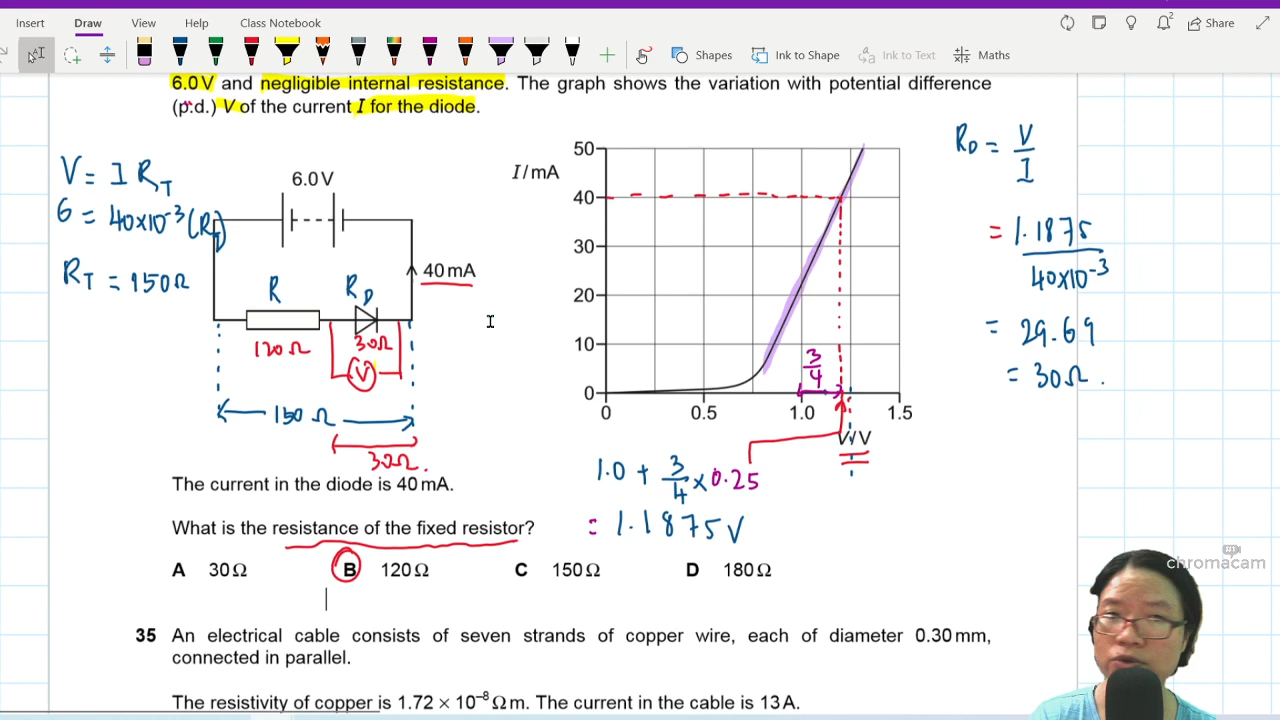 Insert Draw View Help Class Notebook Share
Shapes Ink to Shape Ink to Text Maths
6.0 V and negligible internal resistance. The graph shows the variation with potential difference
(p.d.) V of the current I for the diode.
V = I R_T
6 = 40×10⁻³ (R_T)
R_T = 150Ω
6.0 V
40 mA
R
R_D
120 Ω
30Ω
V
150 Ω
30Ω.
I / mA
50
40
30
20
10
0
0 0.5 1.0 1.5
V / V
3/4
1.0 + 3/4 × 0.25
= 1.1875 V
R_D = V/I
= 1.1875 / 40×10⁻³
= 29.69
= 30Ω.
The current in the diode is 40 mA.
What is the resistance of the fixed resistor?
A 30 Ω B 120 Ω C 150 Ω D 180 Ω
chromacam
35 An electrical cable consists of seven strands of copper wire, each of diameter 0.30 mm,
connected in parallel.
The resistivity of copper is 1.72 × 10⁻⁸ Ω m. The current in the cable is 13 A.